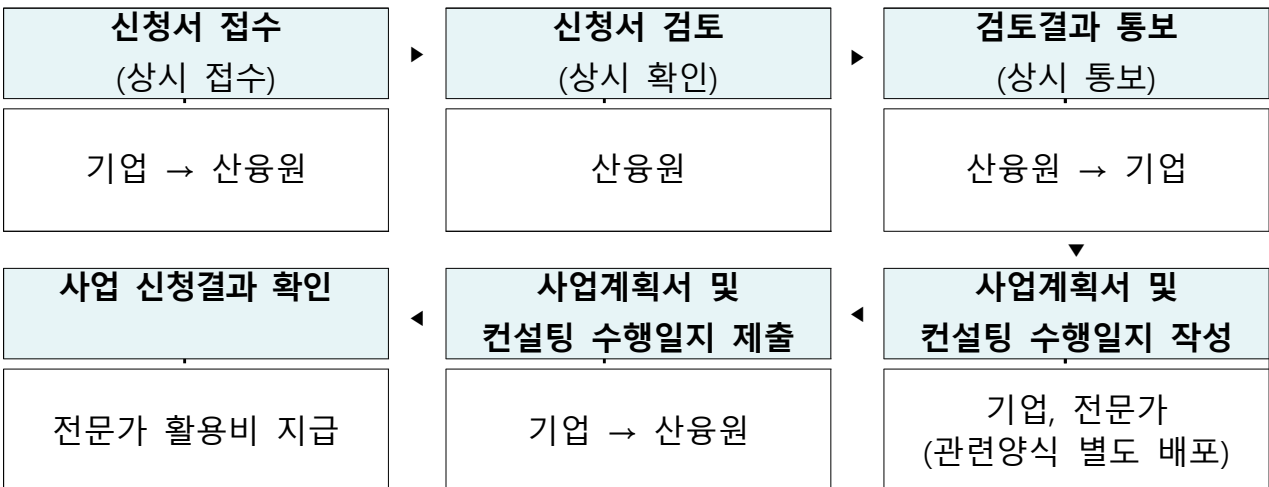 신청서 접수
(상시 접수)
▶
신청서 검토
(상시 확인)
▶
검토결과 통보
(상시 통보)
기업 → 산융원
산융원
산융원 → 기업
▼
사업 신청결과 확인
◀
사업계획서 및
컨설팅 수행일지 제출
◀
사업계획서 및
컨설팅 수행일지 작성
전문가 활용비 지급
기업 → 산융원
기업, 전문가
(관련양식 별도 배포)